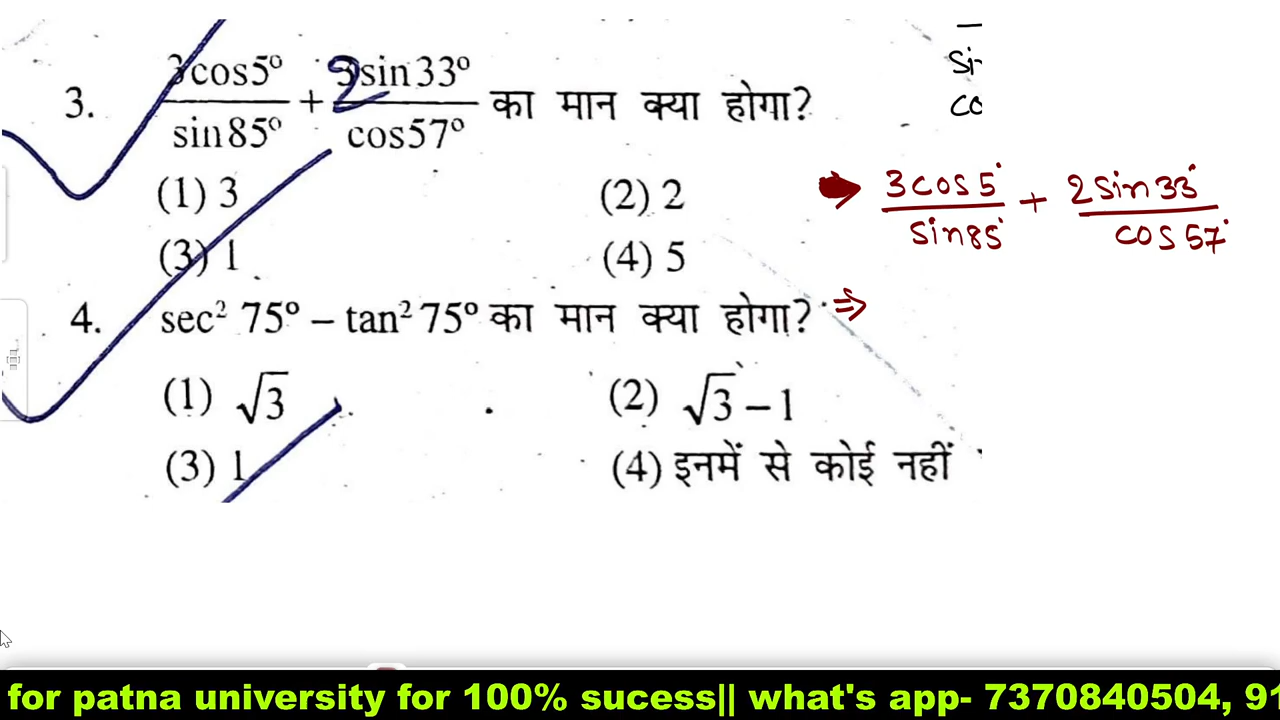 3. 3cos5° / sin85° + 2sin33° / cos57° का मान क्या होगा?
(1) 3 (2) 2
(3) 1 (4) 5
4. sec² 75° – tan² 75° का मान क्या होगा?
(1) √3 (2) √3 – 1
(3) 1 (4) इनमें से कोई नहीं
co
3cos5° / sin85° + 2sin33° / cos57°
⇒
for patna university for 100% sucess|| what's app- 7370840504, 91